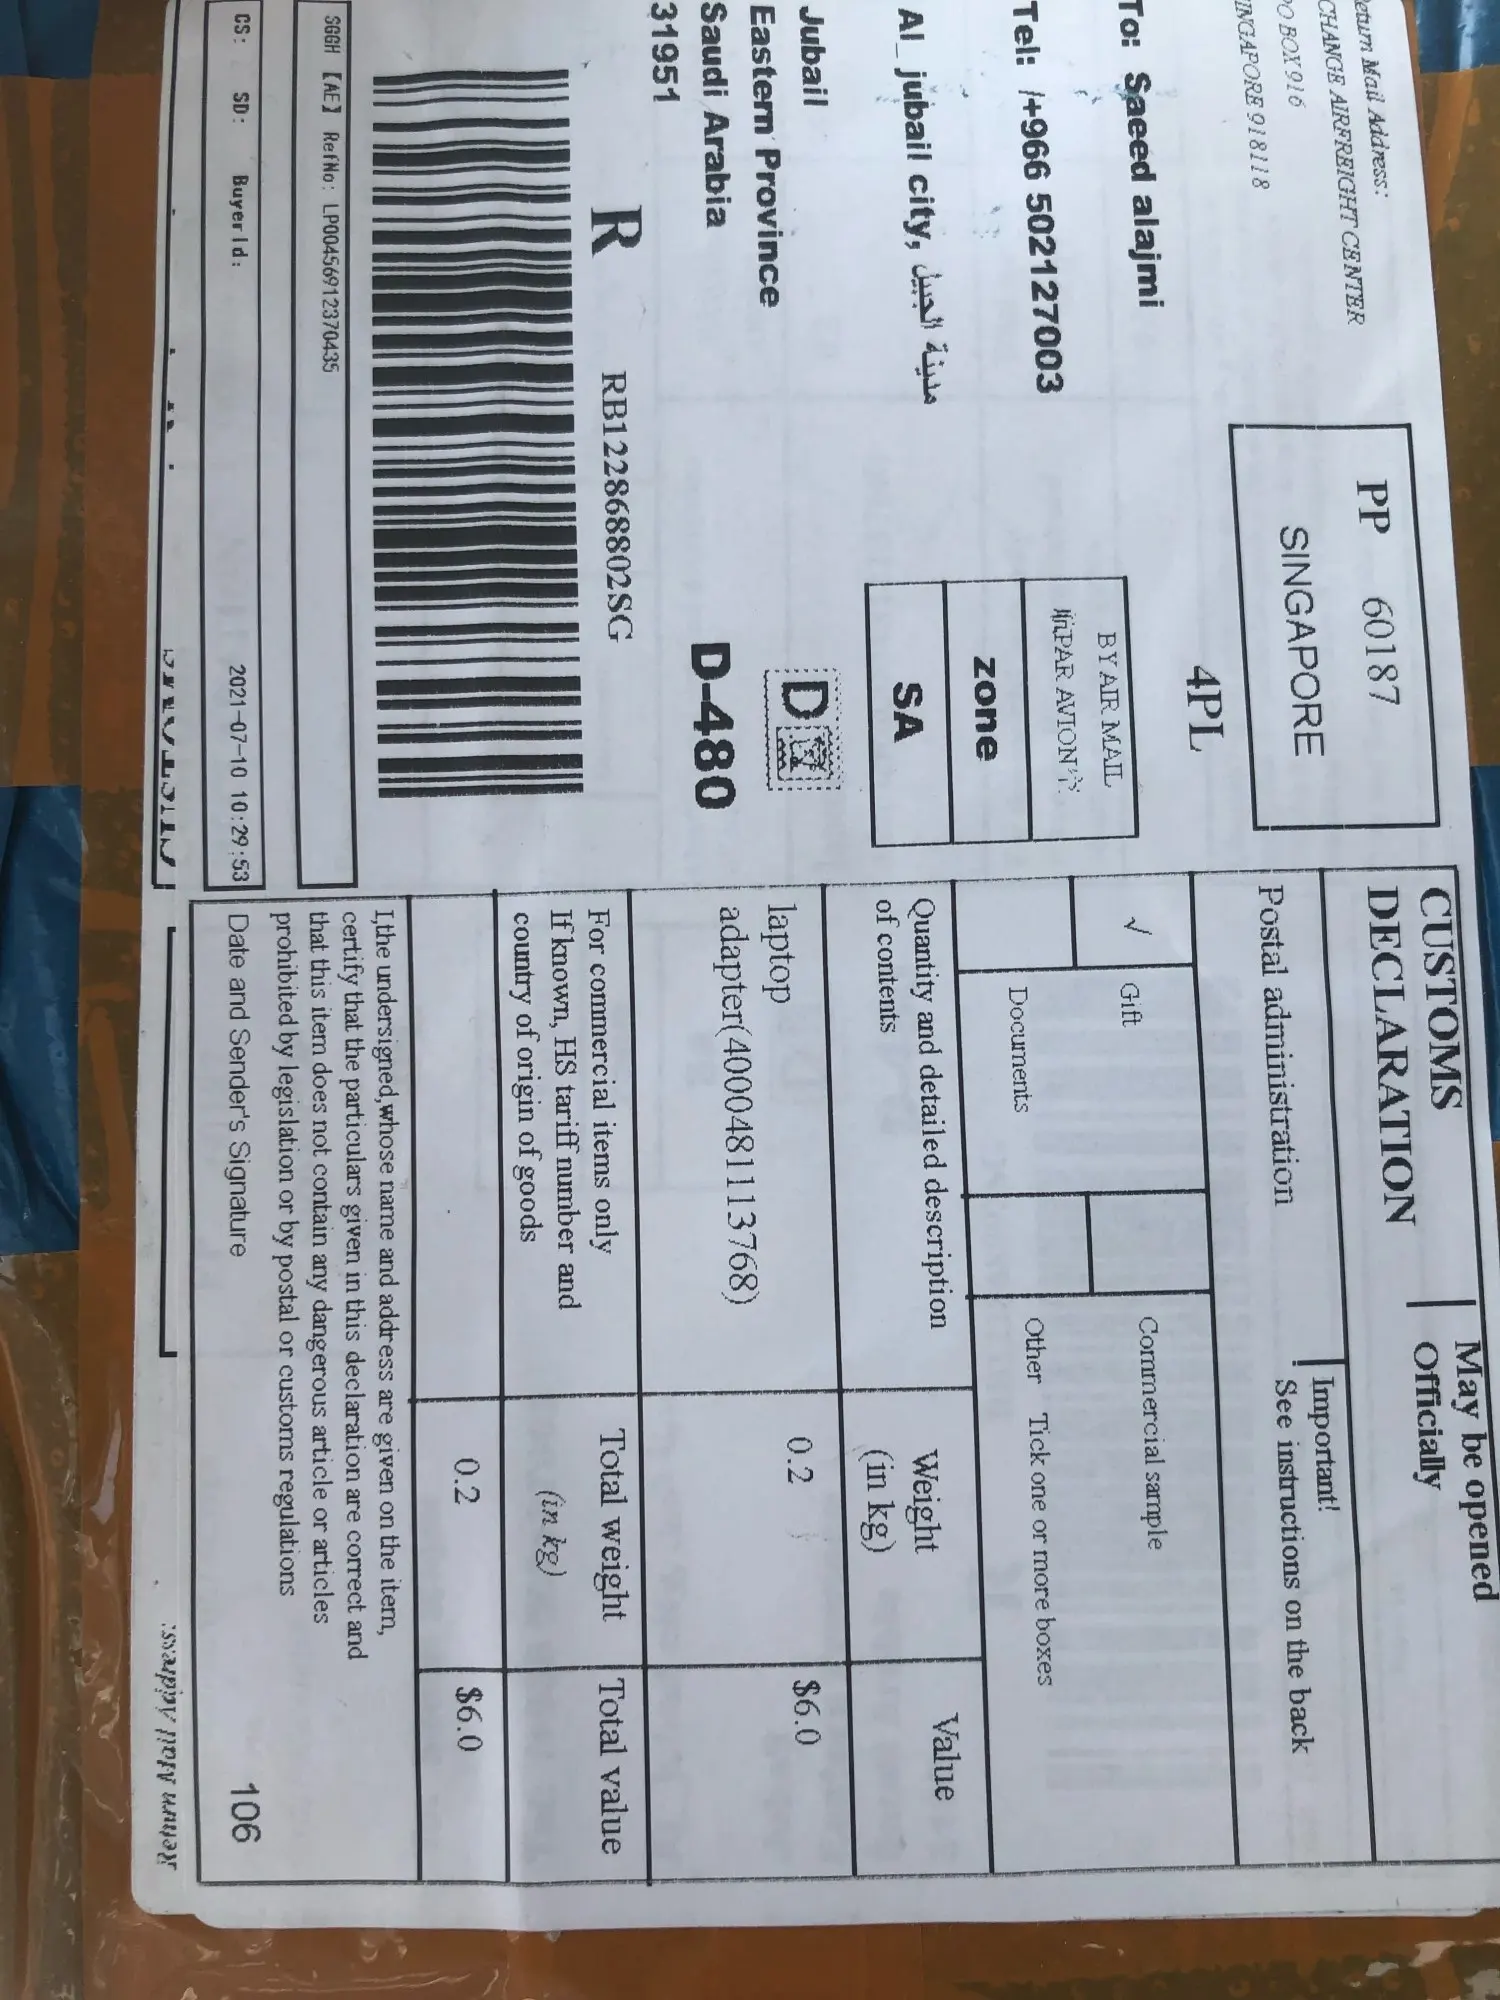 Return Mail Address:
CHANGE AIRFREIGHT CENTER
PO BOX 916
SINGAPORE 918118
PP 60187
SINGAPORE
4PL
To: Saeed alajmi
Tel: /+966 502127003
Al_ jubail city, مدينة الجبيل
Jubail
Eastern Province
Saudi Arabia
31951
BY AIR MAIL
PAR AVION
zone
SA
D
D-480
R RB122868802SG
SGGH 【AE】 RefNo: LP00456912370435
CS: SD: Buyer Id: 2021-07-10 10:29:53
CUSTOMS
DECLARATION
May be opened
Officially
Postal administration
Important!
See instructions on the back
√ Gift
Commercial sample
Documents
Other Tick one or more boxes
Quantity and detailed description
of contents
Weight
(in kg)
Value
laptop
adapter(4000481113768)
0.2
$6.0
For commercial items only
If known, HS tariff number and
country of origin of goods
Total weight
(in kg)
Total value
0.2
$6.0
I,the undersigned,whose name and address are given on the item,
certify that the particulars given in this declaration are correct and
that this item does not contain any dangerous article or articles
prohibited by legislation or by postal or customs regulations
Date and Sender's Signature
106
Return Mail Address: